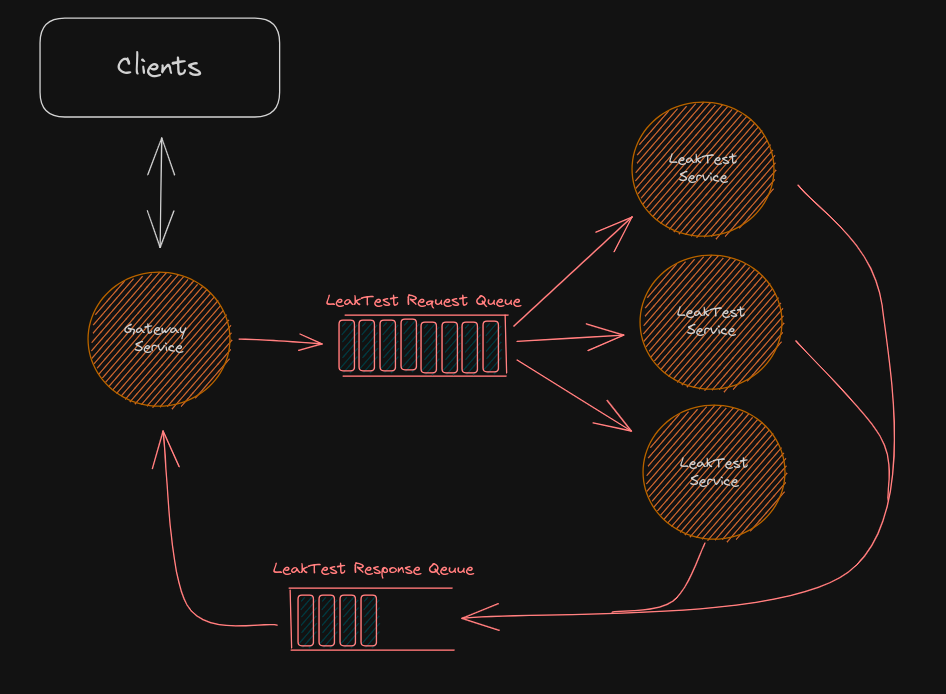 Clients
LeakTest
Service
LeakTest Request Queue
Gateway
Service
LeakTest
Service
LeakTest
Service
LeakTest Response Qeuue